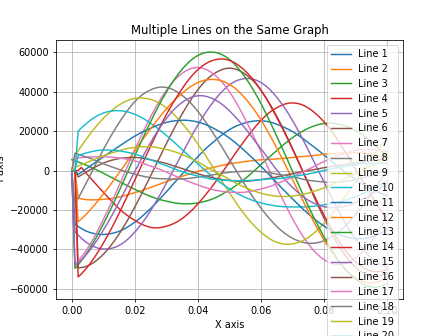 Multiple Lines on the Same Graph
60000
40000
20000
0
−20000
−40000
−60000
0.00
0.02
0.04
0.06
X axis
Line 1
Line 2
Line 3
Line 4
Line 5
Line 6
Line 7
Line 8
Line 9
Line 10
Line 11
Line 12
Line 13
Line 14
Line 15
Line 16
Line 17
Line 18
Line 19
Line 20